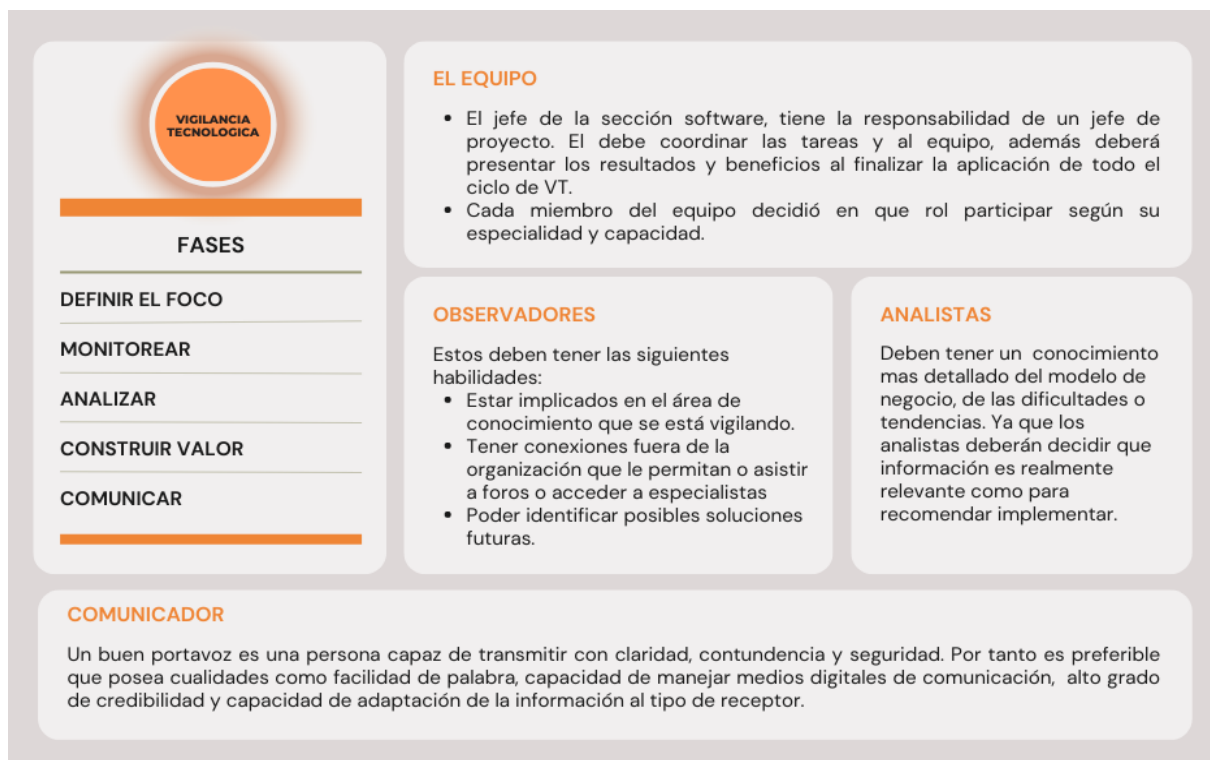 VIGILANCIA
TECNOLOGICA
FASES
DEFINIR EL FOCO
MONITOREAR
ANALIZAR
CONSTRUIR VALOR
COMUNICAR
EL EQUIPO
• El jefe de la sección software, tiene la responsabilidad de un jefe de
proyecto. El debe coordinar las tareas y al equipo, además deberá
presentar los resultados y beneficios al finalizar la aplicación de todo el
ciclo de VT.
• Cada miembro del equipo decidió en que rol participar según su
especialidad y capacidad.
OBSERVADORES
Estos deben tener las siguientes
habilidades:
• Estar implicados en el área de
conocimiento que se está vigilando.
• Tener conexiones fuera de la
organización que le permitan o asistir
a foros o acceder a especialistas
• Poder identificar posibles soluciones
futuras.
ANALISTAS
Deben tener un conocimiento
mas detallado del modelo de
negocio, de las dificultades o
tendencias. Ya que los
analistas deberán decidir que
información es realmente
relevante como para
recomendar implementar.
COMUNICADOR
Un buen portavoz es una persona capaz de transmitir con claridad, contundencia y seguridad. Por tanto es preferible
que posea cualidades como facilidad de palabra, capacidad de manejar medios digitales de comunicación, alto grado
de credibilidad y capacidad de adaptación de la información al tipo de receptor.